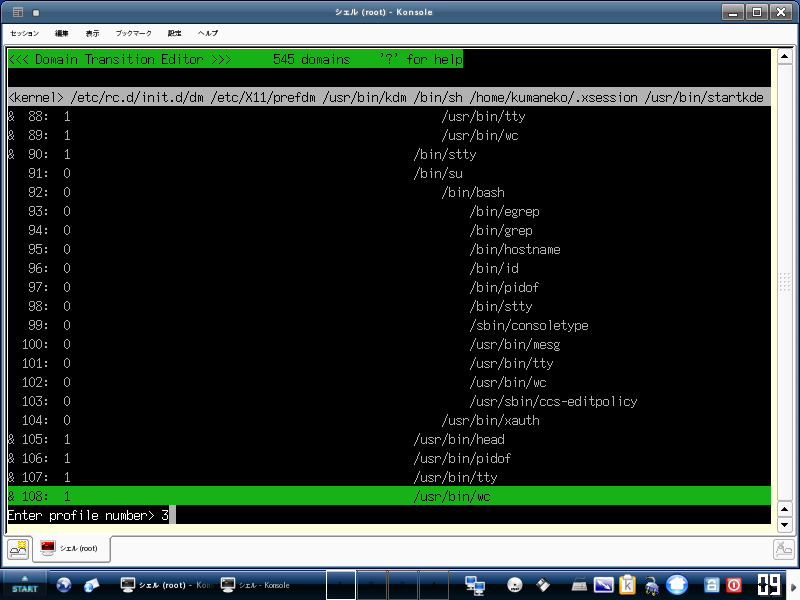 シェル (root) - Konsole
セッション 編集 表示 ブックマーク 設定 ヘルプ
<<< Domain Transition Editor >>> 545 domains '?' for help
<kernel> /etc/rc.d/init.d/dm /etc/X11/prefdm /usr/bin/kdm /bin/sh /home/kumaneko/.xsession /usr/bin/startkde
& 88: 1 /usr/bin/tty
& 89: 1 /usr/bin/wc
& 90: 1 /bin/stty
91: 0 /bin/su
92: 0 /bin/bash
93: 0 /bin/egrep
94: 0 /bin/grep
95: 0 /bin/hostname
96: 0 /bin/id
97: 0 /bin/pidof
98: 0 /bin/stty
99: 0 /sbin/consoletype
100: 0 /usr/bin/mesg
101: 0 /usr/bin/tty
102: 0 /usr/bin/wc
103: 0 /usr/sbin/ccs-editpolicy
104: 0 /usr/bin/xauth
& 105: 1 /usr/bin/head
& 106: 1 /usr/bin/pidof
& 107: 1 /usr/bin/tty
& 108: 1 /usr/bin/wc
Enter profile number> 3
シェル (root)
START シェル (root) - Kon シェル - Konsole